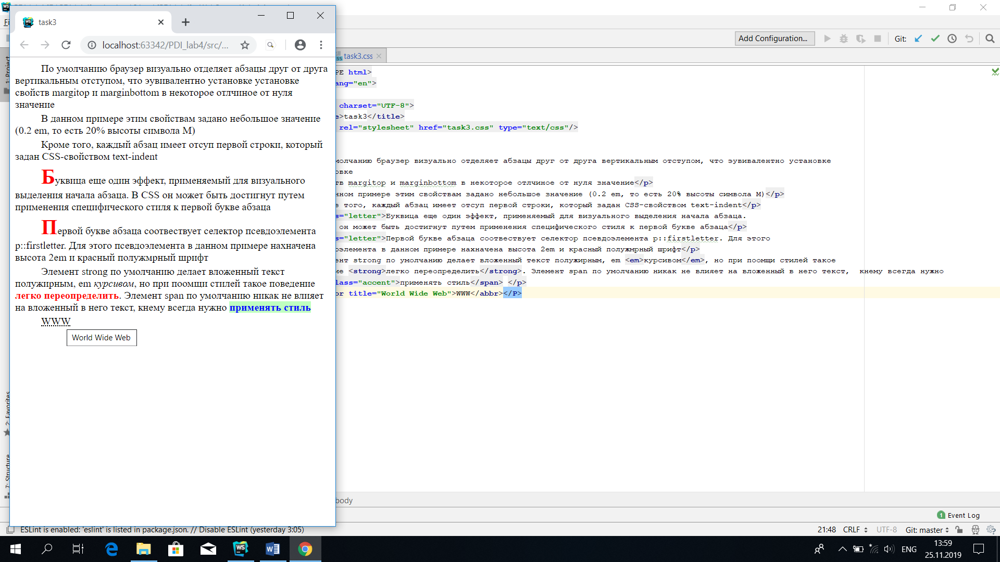 task3
localhost:63342/PDI_lab4/src/...
По умолчанию браузер визуально отделяет абзацы друг от друга
вертикальным отступом, что эувивалентно установке установке
свойств margitop и marginbottom в некоторое отлчиное от нуля
значение
В данном примере этим свойствам задано небольшое значение
(0.2 em, то есть 20% высоты символа М)
Кроме того, каждый абзац имеет отсуп первой строки, который
задан CSS-свойством text-indent
Буквица еще один эффект, применяемый для визуального
выделения начала абзаца. В CSS он может быть достигнут путем
применения специфического стиля к первой букве абзаца
Первой букве абзаца соотвествует селектор псевдоэлемента
p::firstletter. Для этого псевдоэлемента в данном примере нахначена
высота 2em и красный полужмрный шрифт
Элемент strong по умолчанию делает вложенный текст
полужирным, em курсивом, но при поомщи стилей такое поведение
легко переопределить. Элемент span по умолчанию никак не влияет
на вложенный в него текст, кнему всегда нужно применять стиль
WWW
World Wide Web
Add Configuration...
Git:
task3.css
PE html>
ang="en">
charset="UTF-8">
e>task3</title>
rel="stylesheet" href="task3.css" type="text/css"/>
молчанию браузер визуально отделяет абзацы друг от друга вертикальным отступом, что эувивалентно установке
овке
тв margitop и marginbottom в некоторое отлчиное от нуля значение</p>
нном примере этим свойствам задано небольшое значение (0.2 em, то есть 20% высоты символа М)</p>
е того, каждый абзац имеет отсуп первой строки, который задан CSS-свойством text-indent</p>
s="letter">Буквица еще один эффект, применяемый для визуального выделения начала абзаца.
он может быть достигнут путем применения специфического стиля к первой букве абзаца</p>
s="letter">Первой букве абзаца соотвествует селектор псевдоэлемента p::firstletter. Для этого
оэлемента в данном примере нахначена высота 2em и красный полужмрный шрифт</p>
ент strong по умолчанию делает вложенный текст полужирным, em <em>курсивом</em>, но при поомщи стилей такое
ие <strong>легко переопределить</strong>. Элемент span по умолчанию никак не влияет на вложенный в него текст, кнему всегда нужно
lass="accent">применять стиль</span> </p>
or title="World Wide Web">WWW</abbr></P>
body
1: Project
2: Favorites
7: Structure
1 Event Log
ESLint is enabled: 'eslint' is listed in package.json. // Disable ESLint (yesterday 3:05)
21:48 CRLF UTF-8 Git: master
ENG
13:59
25.11.2019